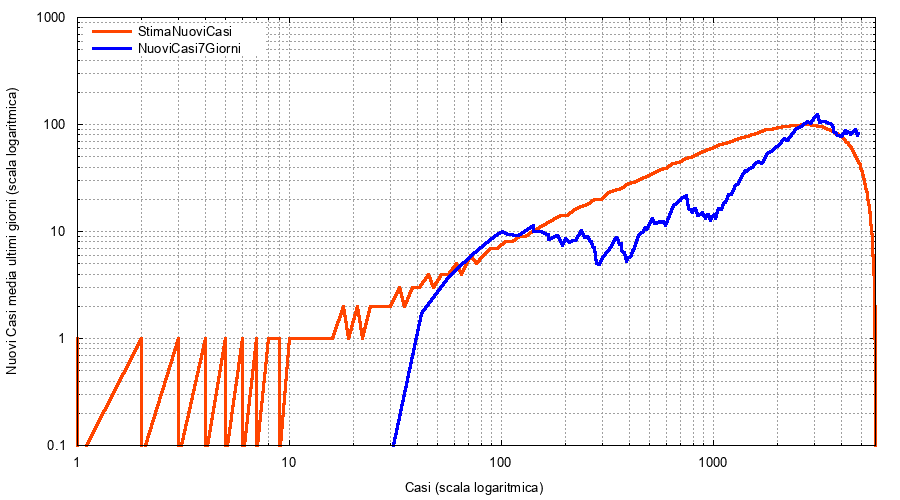 1000
StimaNuoviCasi
NuoviCasi7Giorni
100
10
1
0.1
Nuovi Casi media ultimi giorni (scala logaritmica)
1 10 100 1000
Casi (scala logaritmica)